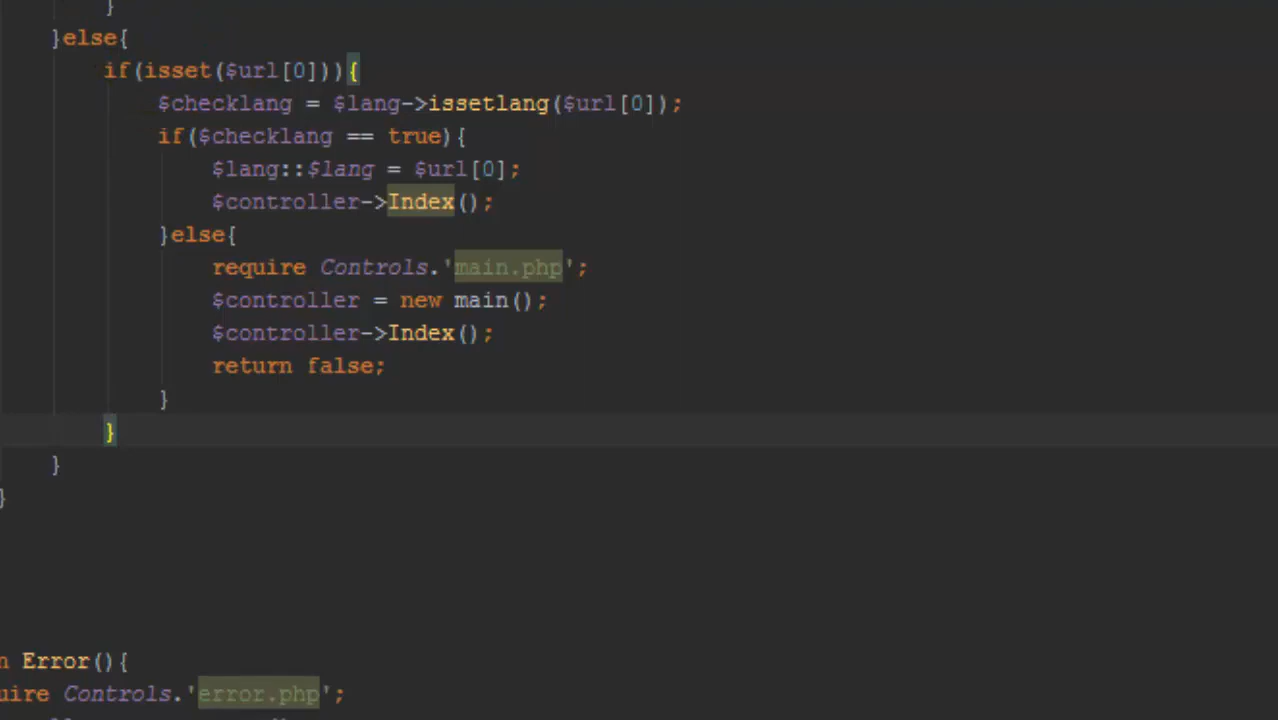 }
}else{
if(isset($url[0])){
$checklang = $lang->issetlang($url[0]);
if($checklang == true){
$lang::$lang = $url[0];
$controller->Index();
}else{
require Controls.'main.php';
$controller = new main();
$controller->Index();
return false;
}
}
}
}
n Error(){
uire Controls.'error.php';